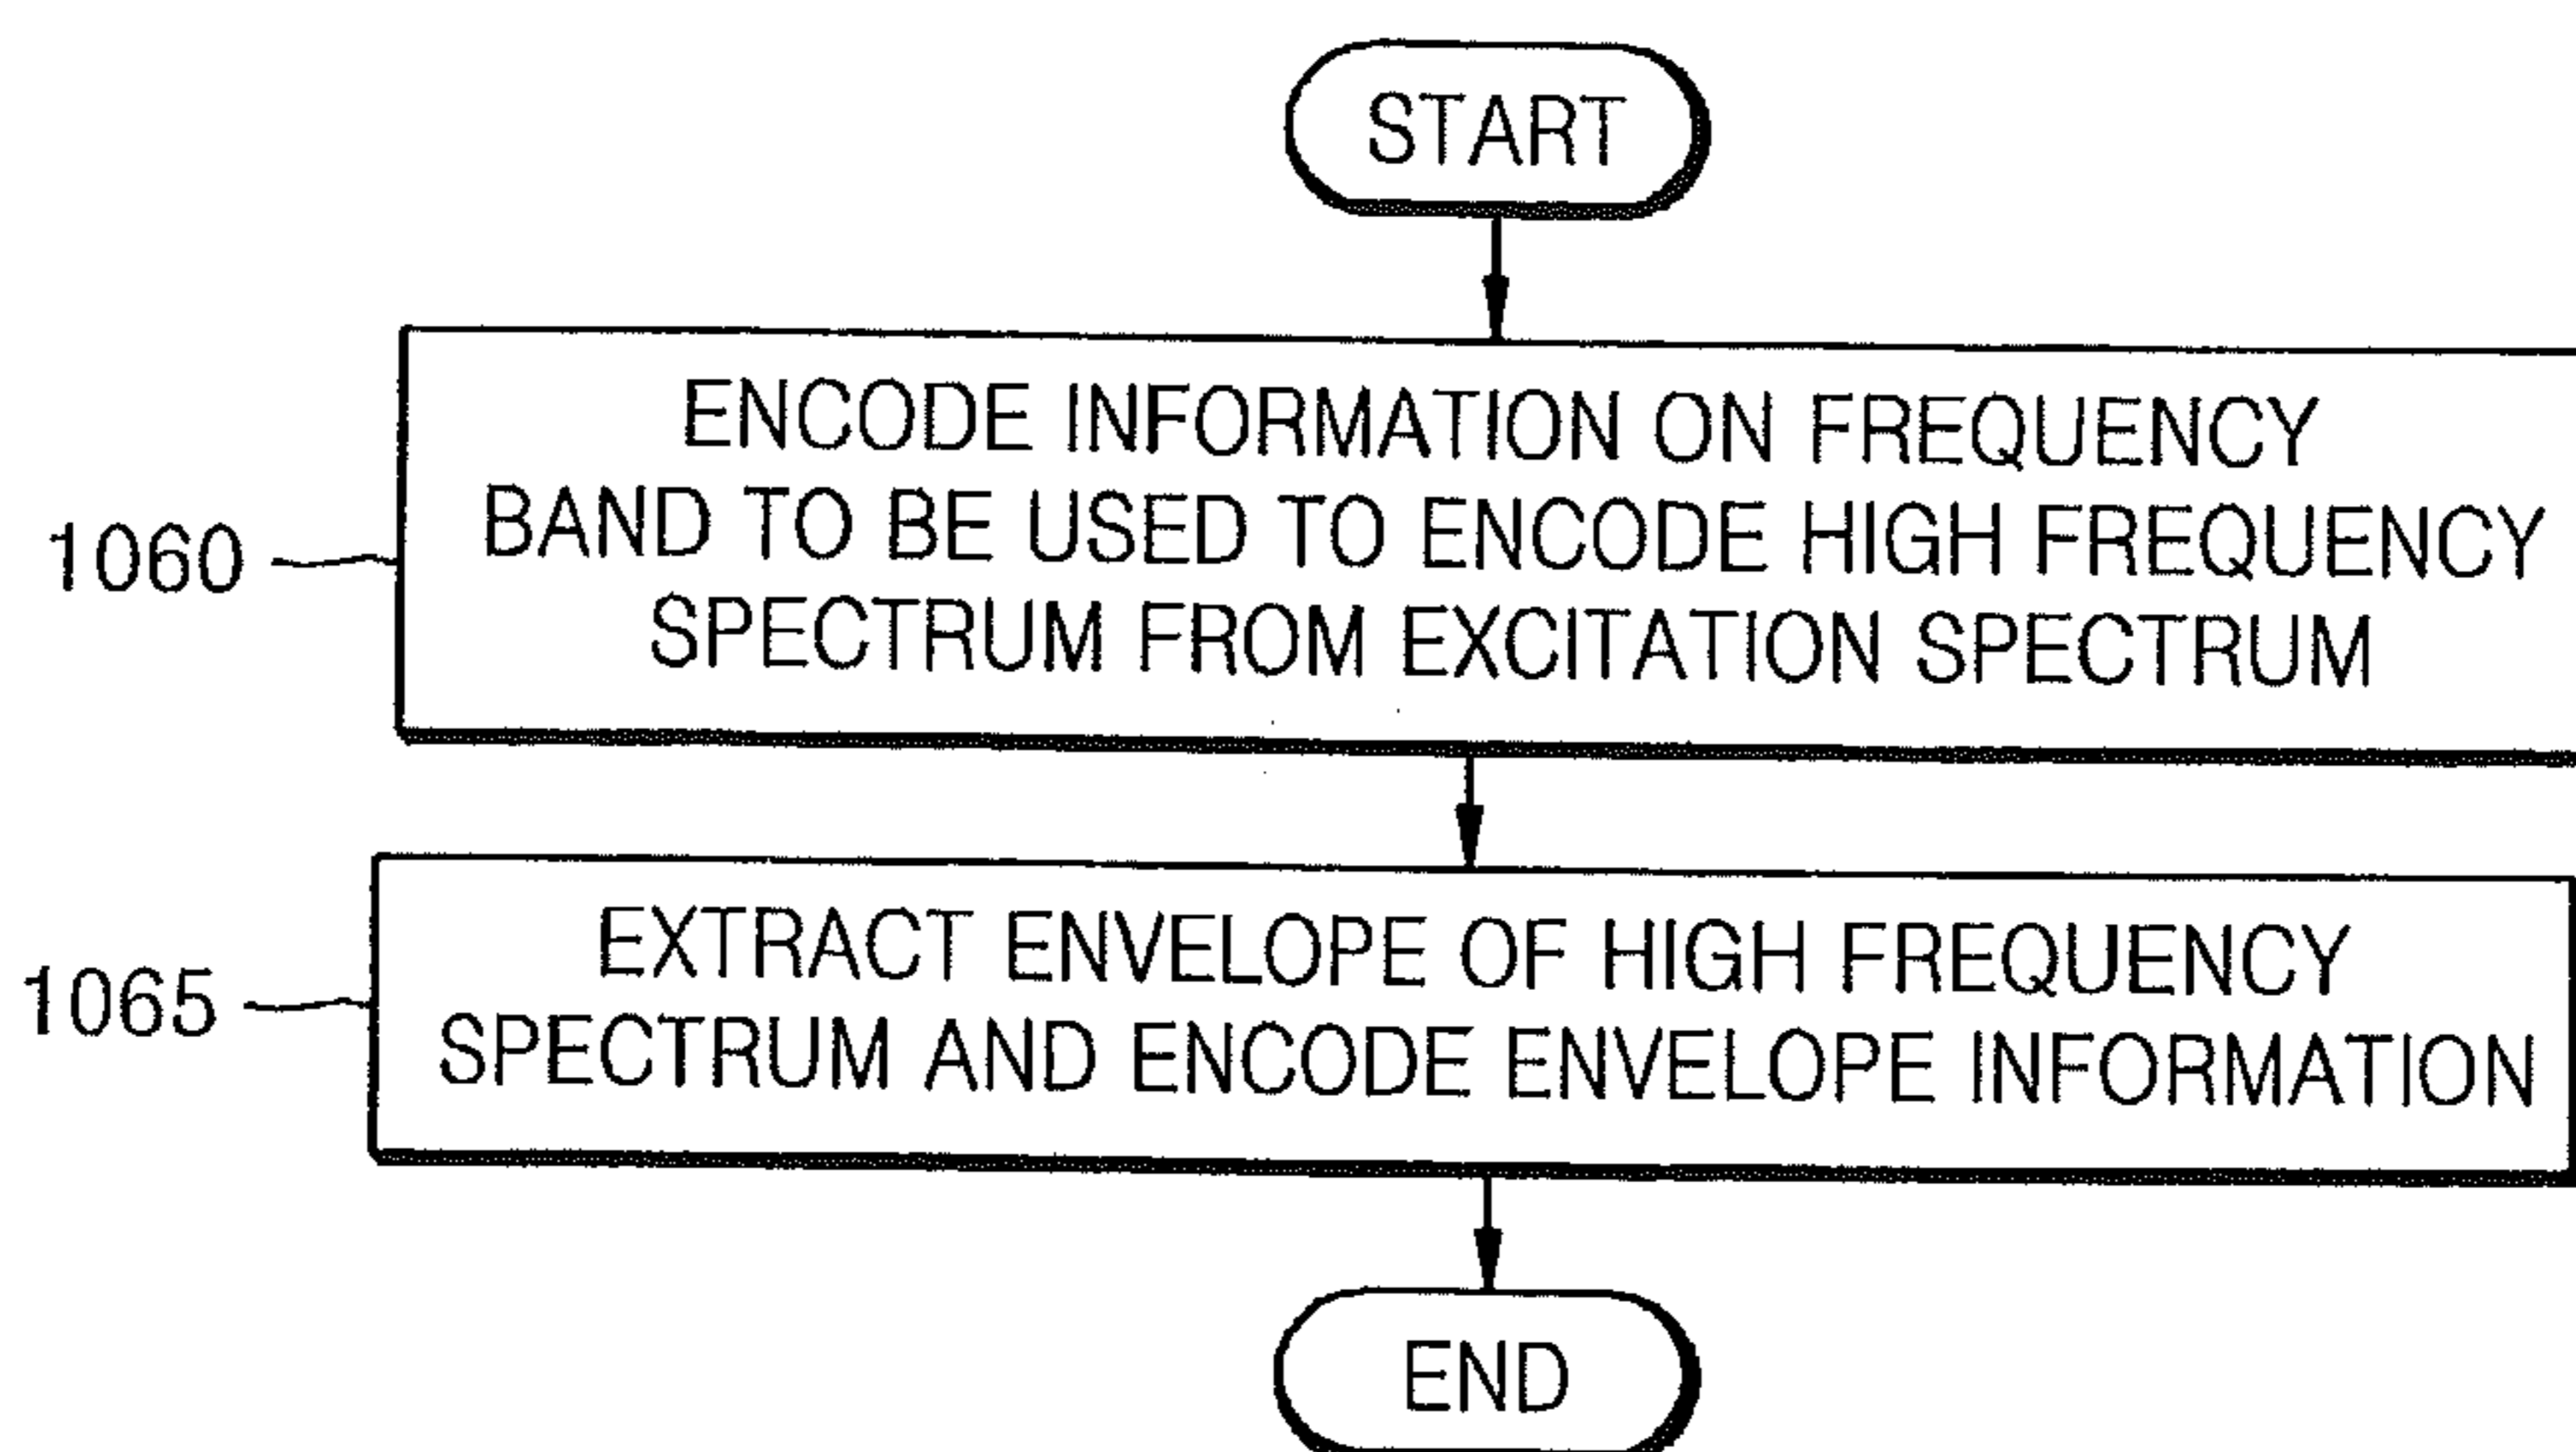 START
1060
ENCODE INFORMATION ON FREQUENCY
BAND TO BE USED TO ENCODE HIGH FREQUENCY
SPECTRUM FROM EXCITATION SPECTRUM
1065
EXTRACT ENVELOPE OF HIGH FREQUENCY
SPECTRUM AND ENCODE ENVELOPE INFORMATION
END